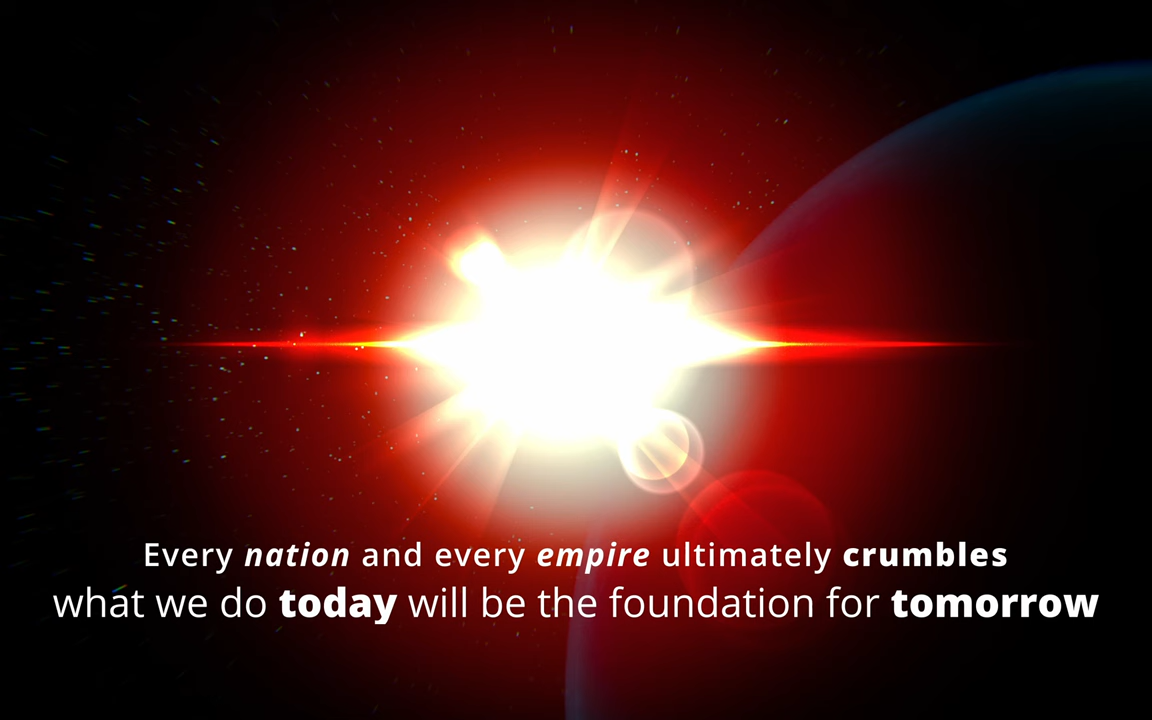 Every nation and every empire ultimately crumbles
what we do today will be the foundation for tomorrow